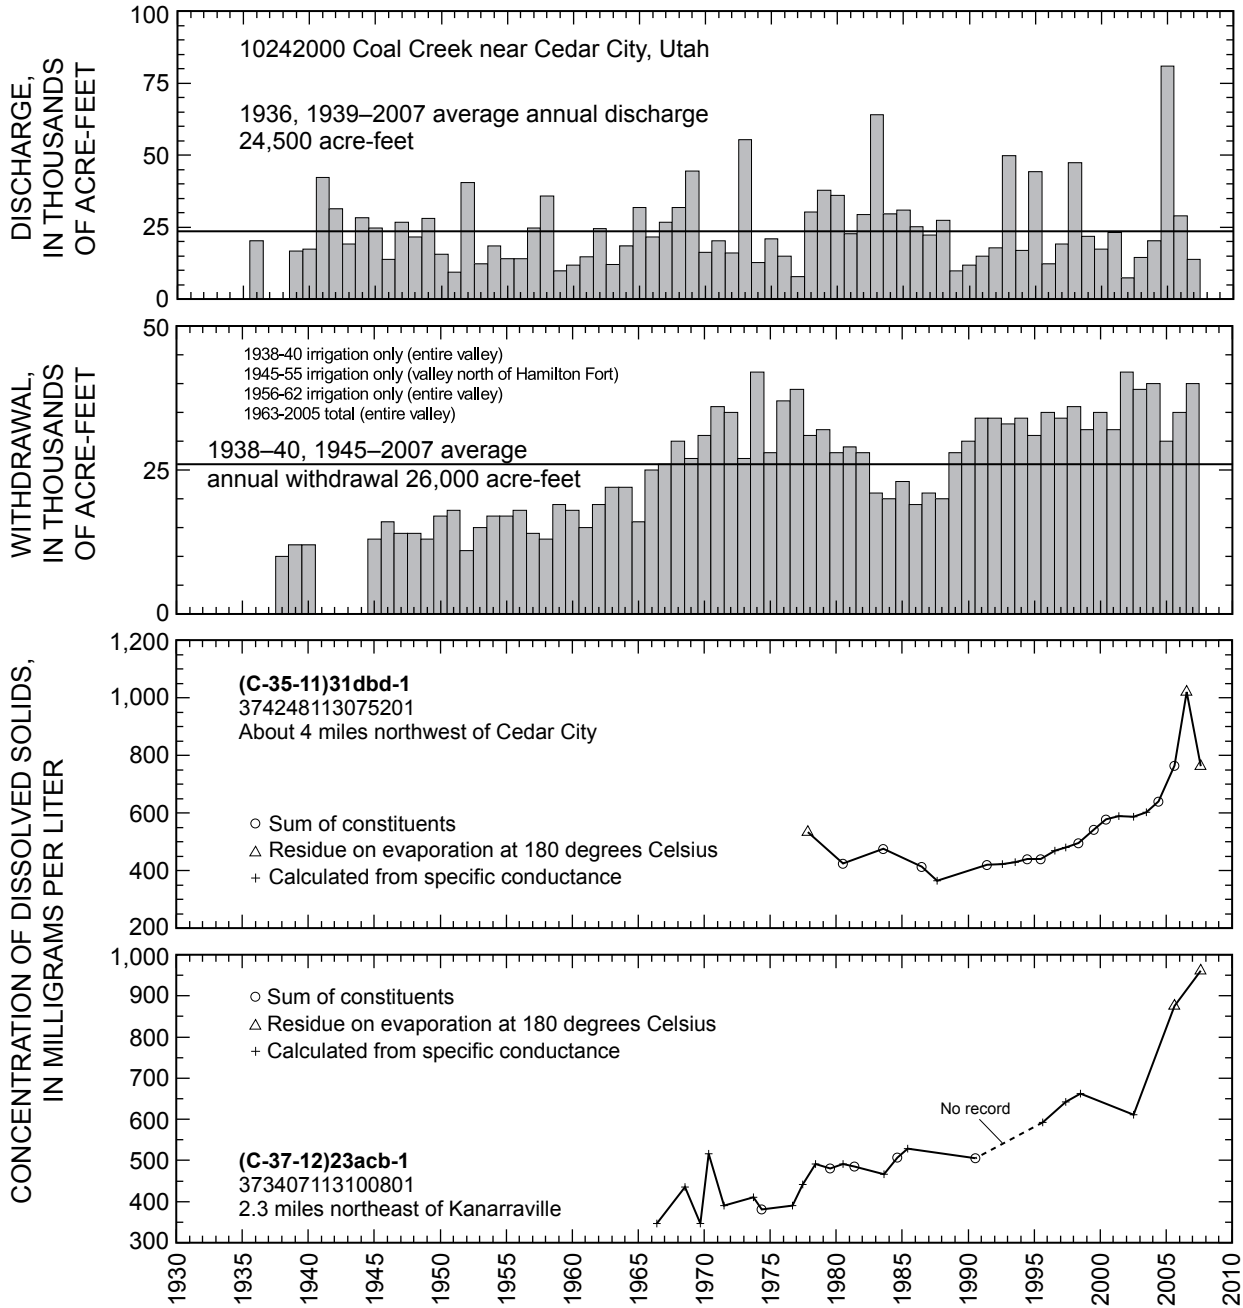 DISCHARGE,
IN THOUSANDS
OF ACRE-FEET
100
75
50
25
0
10242000 Coal Creek near Cedar City, Utah
1936, 1939–2007 average annual discharge
24,500 acre-feet
WITHDRAWAL,
IN THOUSANDS
OF ACRE-FEET
50
25
0
1938-40 irrigation only (entire valley)
1945-55 irrigation only (valley north of Hamilton Fort)
1956-62 irrigation only (entire valley)
1963-2005 total (entire valley)
1938–40, 1945–2007 average
annual withdrawal 26,000 acre-feet
CONCENTRATION OF DISSOLVED SOLIDS,
IN MILLIGRAMS PER LITER
1,200
1,000
800
600
400
200
(C-35-11)31dbd-1
374248113075201
About 4 miles northwest of Cedar City
Sum of constituents
Residue on evaporation at 180 degrees Celsius
Calculated from specific conductance
1,000
900
800
700
600
500
400
300
Sum of constituents
Residue on evaporation at 180 degrees Celsius
Calculated from specific conductance
No record
(C-37-12)23acb-1
373407113100801
2.3 miles northeast of Kanarraville
1930
1935
1940
1945
1950
1955
1960
1965
1970
1975
1980
1985
1990
1995
2000
2005
2010